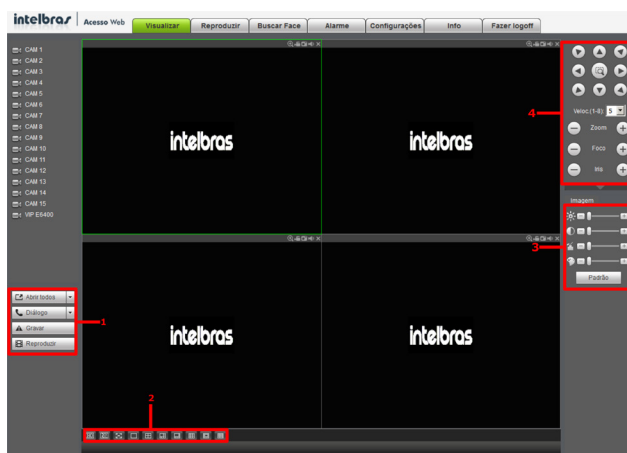 intelbras
Acesso Web
Visualizar
Reproduzir
Buscar Face
Alarme
Configurações
Info
Fazer logoff
CAM 1
CAM 2
CAM 3
CAM 4
CAM 5
CAM 6
CAM 7
CAM 8
CAM 9
CAM 10
CAM 11
CAM 12
CAM 13
CAM 14
CAM 15
VIP E6400
Abrir todos
Diálogo
Gravar
Reproduzir
1
intelbras
intelbras
intelbras
intelbras
2
4
Veloc.(1-8):
5
Zoom
Foco
Iris
Imagem
3
Padrão